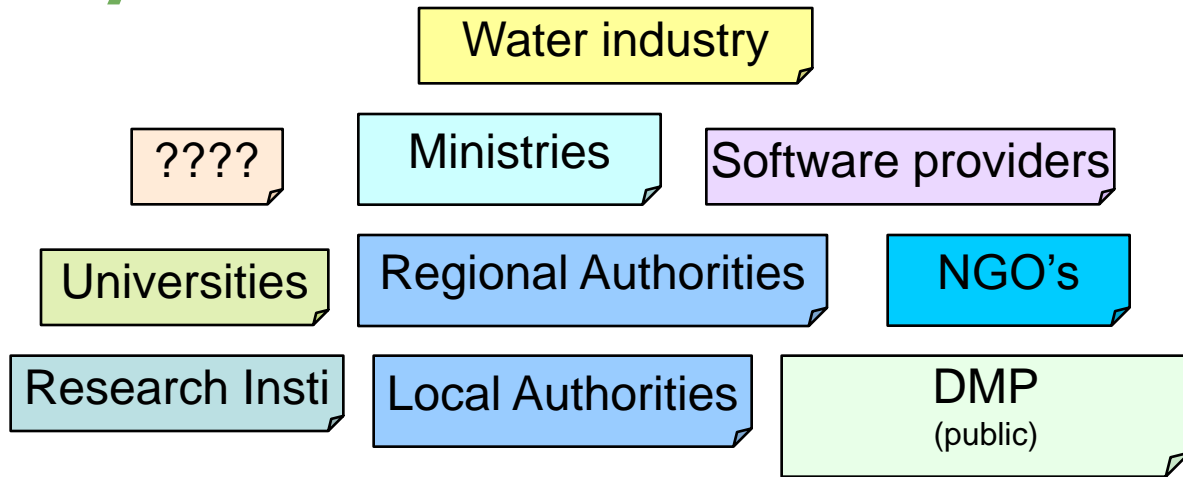 Water industry
????
Ministries
Software providers
Universities
Regional Authorities
NGO’s
Research Insti
Local Authorities
DMP
(public)